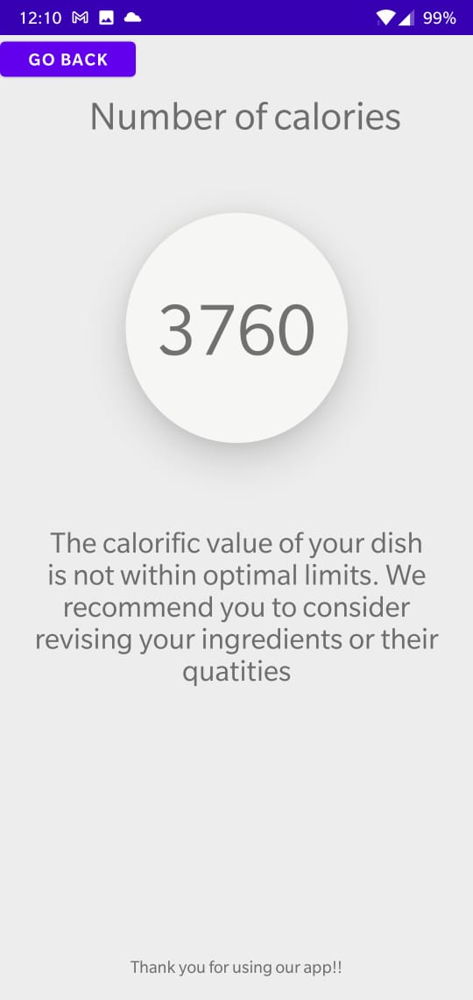 12:10
99%
GO BACK
Number of calories
3760
The calorific value of your dish
is not within optimal limits. We
recommend you to consider
revising your ingredients or their
quatities
Thank you for using our app!!